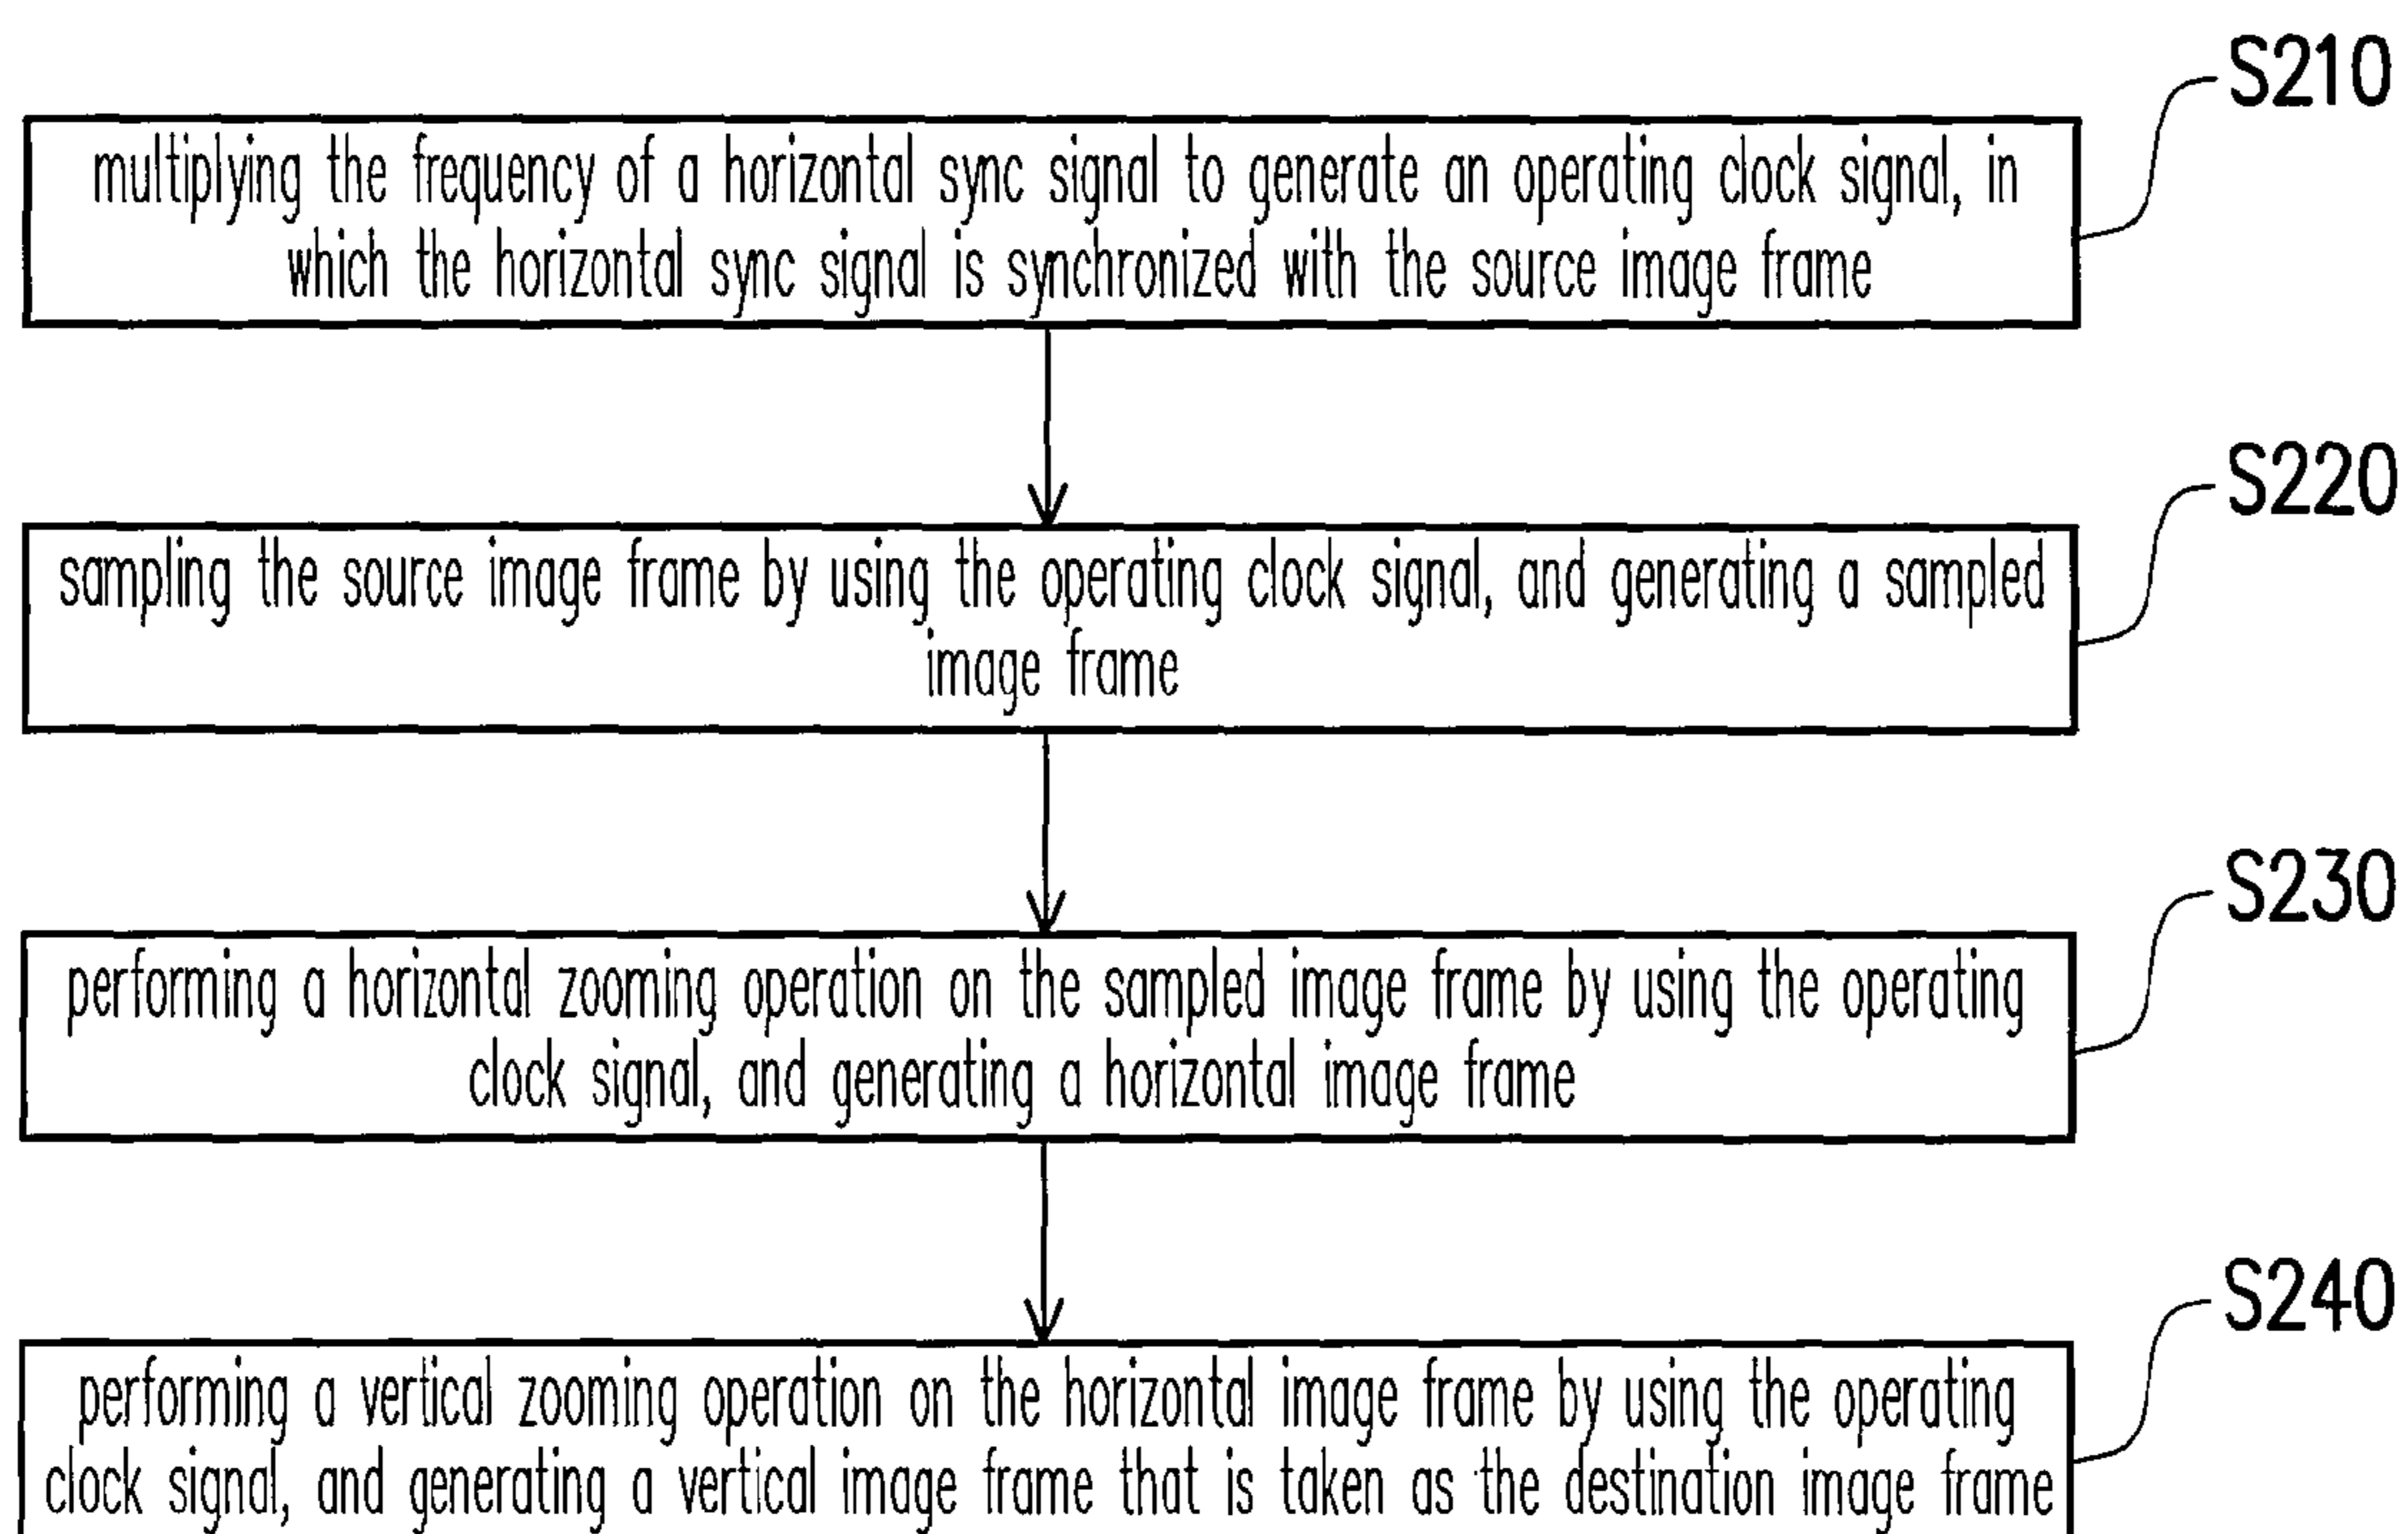 S210
multiplying the frequency of a horizontal sync signal to generate an operating clock signal, in
which the horizontal sync signal is synchronized with the source image frame
S220
sampling the source image frame by using the operating clock signal, and generating a sampled
image frame
S230
performing a horizontal zooming operation on the sampled image frame by using the operating
clock signal, and generating a horizontal image frame
S240
performing a vertical zooming operation on the horizontal image frame by using the operating
clock signal, and generating a vertical image frame that is taken as the destination image frame